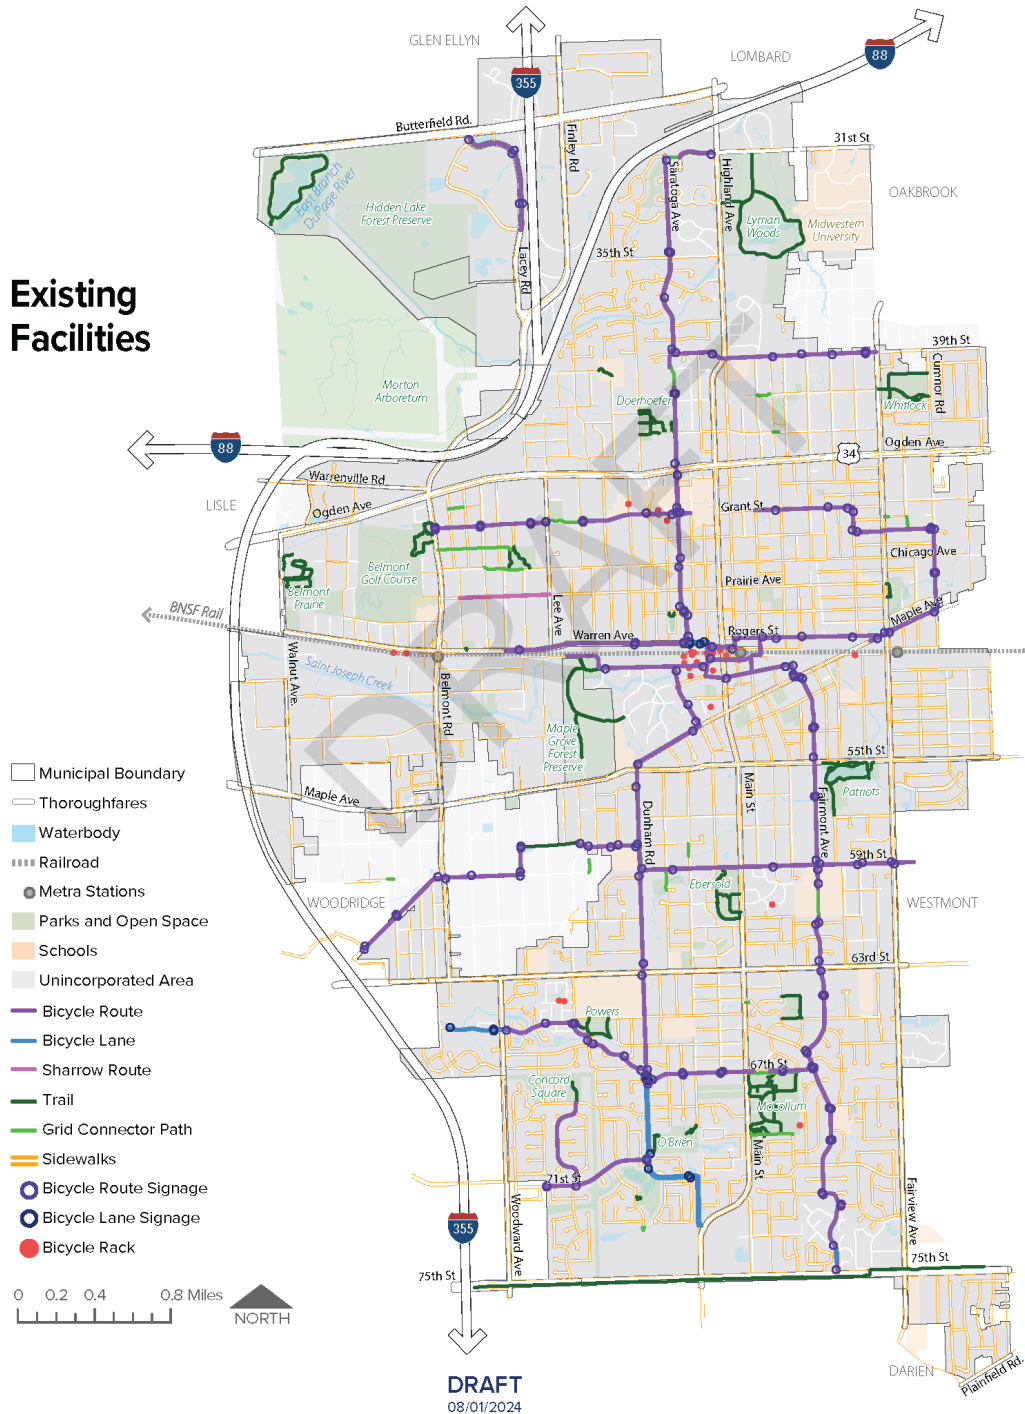 GLEN ELLYN
88
LOMBARD
355
Butterfield Rd.
Finley Rd
31st St
East Branch
DuPage River
Saratoga Ave
Highland Ave
OAKBROOK
Hidden Lake
Forest Preserve
Lyman
Woods
Midwestern
University
35th St
Lacey Rd
Existing
Facilities
39th St
Cumnor Rd
Morton
Arboretum
Doerhoefer
Whitlock
88
Ogden Ave
34
Warrenville Rd
LISLE
Ogden Ave
Grant St
Chicago Ave
Belmont
Golf Course
Prairie Ave
Belmont
Prairie
BNSF Rail
Lee Ave
Maple Ave
Warren Ave
Rogers St
Walnut Ave.
Saint Joseph Creek
Belmont Rd
DRAFT
Maple
Grove
Forest
Preserve
55th St
Main St
Fairmont Ave
Patriots
Maple Ave
Dunham Rd
59th St
Ebersold
WOODRIDGE
WESTMONT
63rd St
Powers
67th St
Concord
Square
Mccollum
O'Brien
Main St
71st St
Woodward Ave
Fairview Ave
355
75th St
75th St
DARIEN
Plainfield Rd.
Municipal Boundary
Thoroughfares
Waterbody
Railroad
Metra Stations
Parks and Open Space
Schools
Unincorporated Area
Bicycle Route
Bicycle Lane
Sharrow Route
Trail
Grid Connector Path
Sidewalks
Bicycle Route Signage
Bicycle Lane Signage
Bicycle Rack
0 0.2 0.4 0.8 Miles
NORTH
DRAFT
08/01/2024